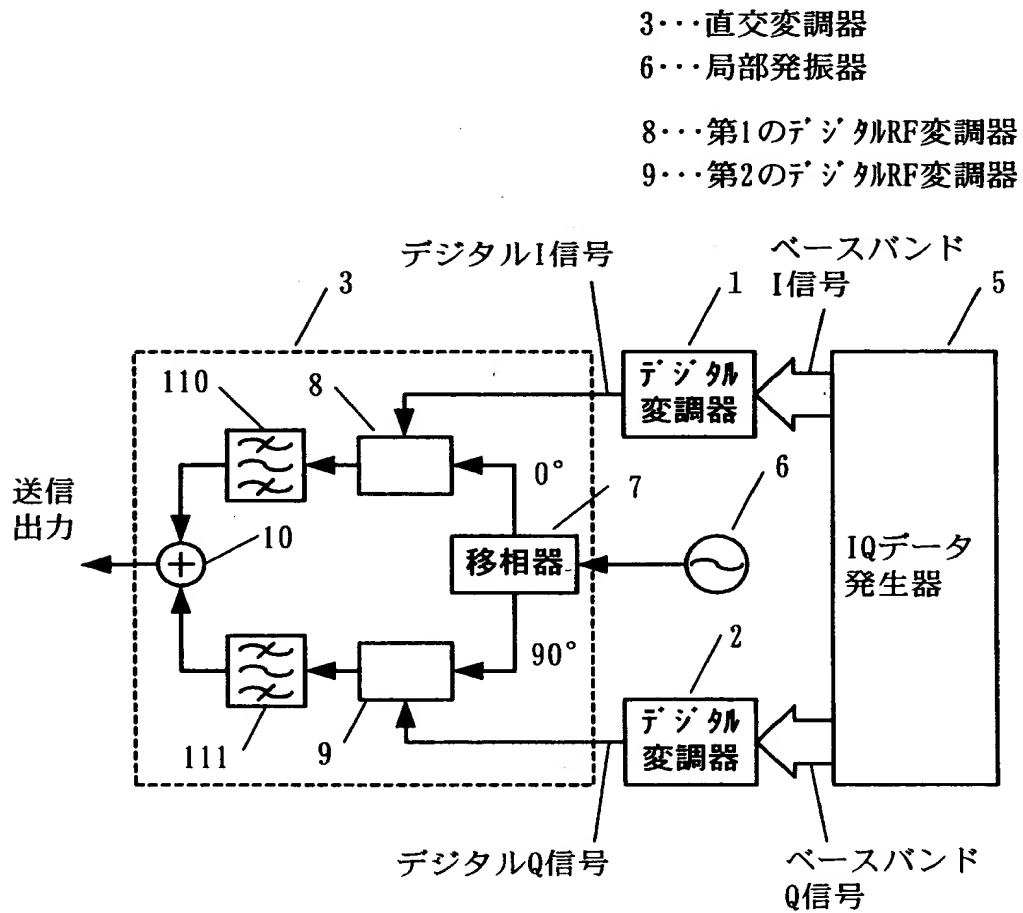 3・・・直交変調器
6・・・局部発振器
8・・・第1のデジタルRF変調器
9・・・第2のデジタルRF変調器
デジタルI信号
ベースバンド
I信号
3
1
5
110
8
デジタル
変調器
0°
7
6
送信
出力
10
移相器
IQデータ
発生器
90°
2
デジタル
変調器
111
9
デジタルQ信号
ベースバンド
Q信号